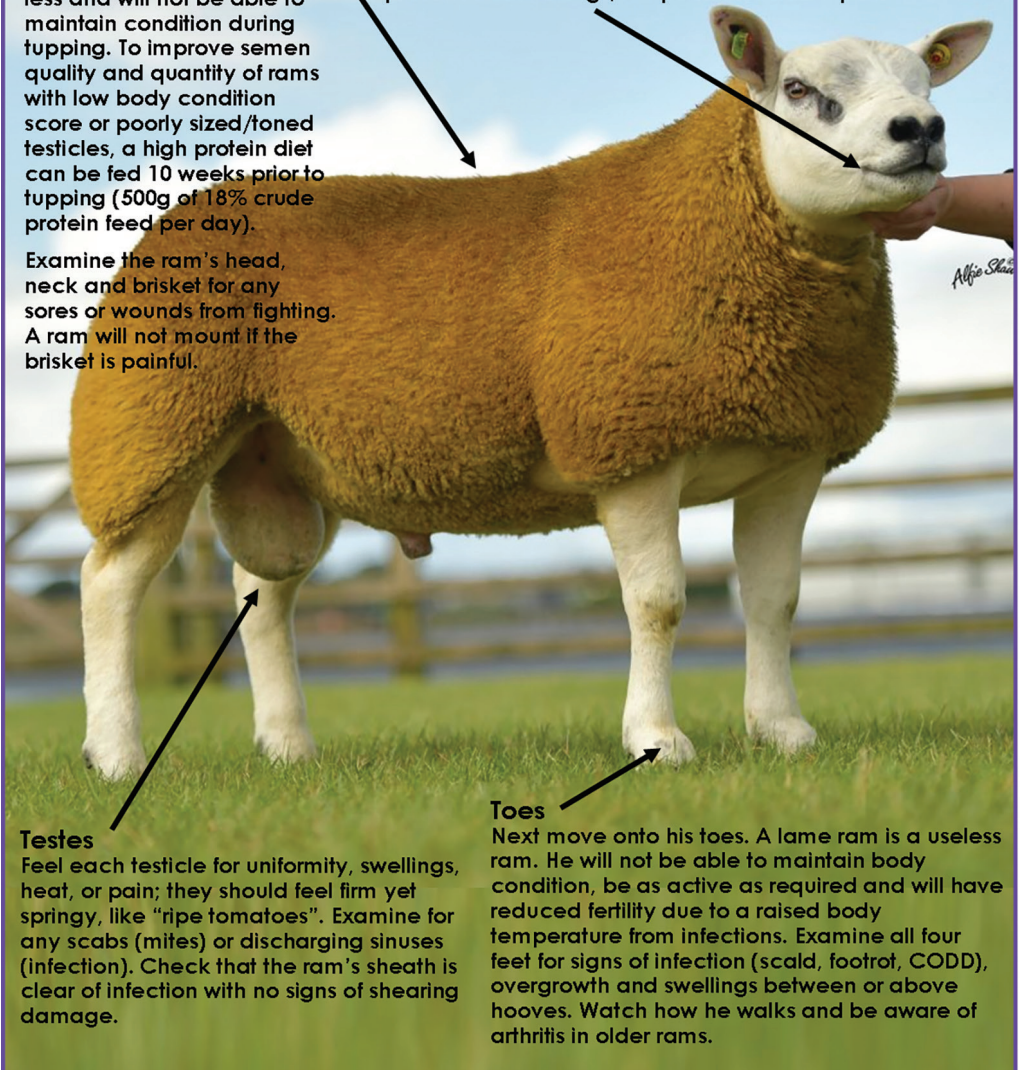 less and will not be able to
maintain condition during
tupping. To improve semen
quality and quantity of rams
with low body condition
score or poorly sized/toned
testicles, a high protein diet
can be fed 10 weeks prior to
tupping (500g of 18% crude
protein feed per day).
Examine the ram's head,
neck and brisket for any
sores or wounds from fighting.
A ram will not mount if the
brisket is painful.
Alfie Shaw
Testes
Feel each testicle for uniformity, swellings,
heat, or pain; they should feel firm yet
springy, like "ripe tomatoes". Examine for
any scabs (mites) or discharging sinuses
(infection). Check that the ram's sheath is
clear of infection with no signs of shearing
damage.
Toes
Next move onto his toes. A lame ram is a useless
ram. He will not be able to maintain body
condition, be as active as required and will have
reduced fertility due to a raised body
temperature from infections. Examine all four
feet for signs of infection (scald, footrot, CODD),
overgrowth and swellings between or above
hooves. Watch how he walks and be aware of
arthritis in older rams.